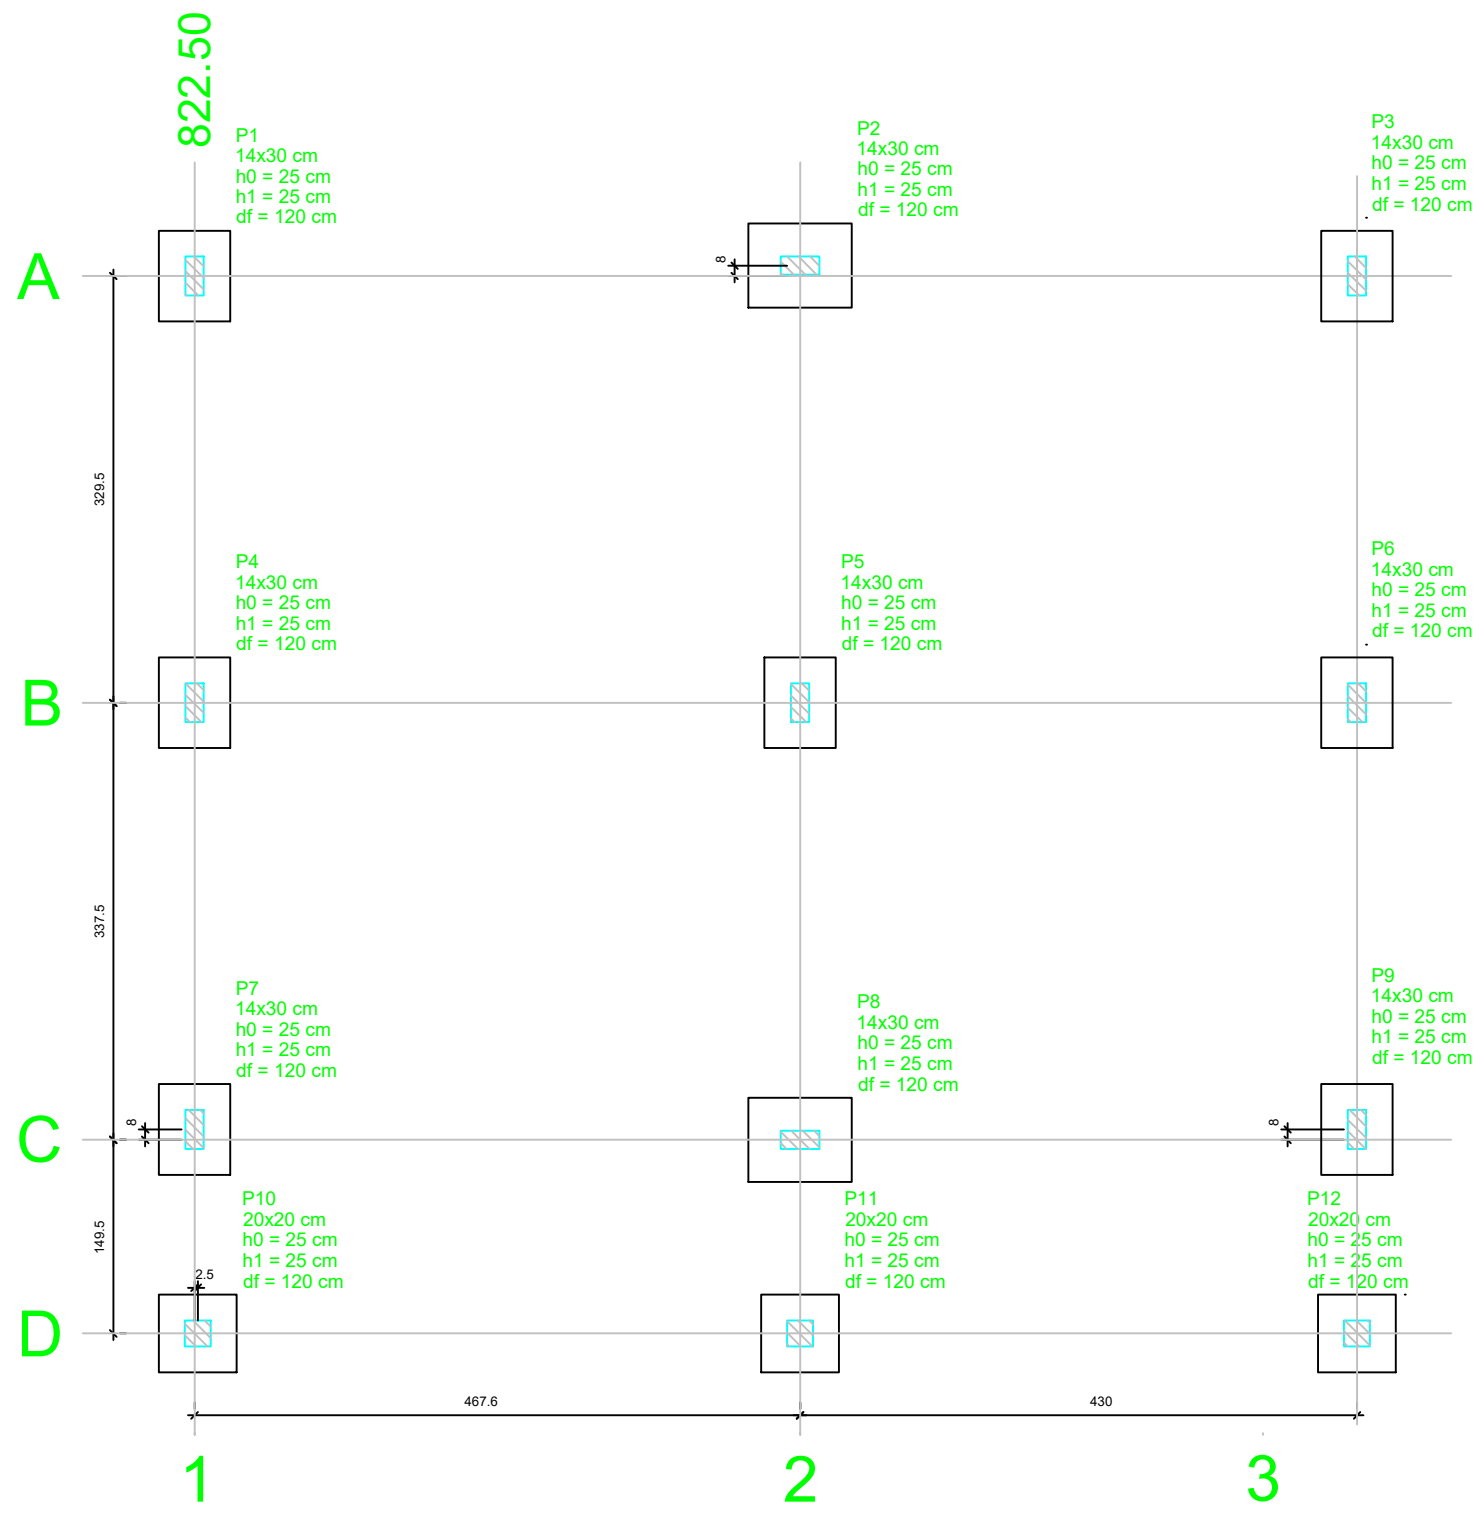 822.50
P1
14x30 cm
h0 = 25 cm
h1 = 25 cm
df = 120 cm
P2
14x30 cm
h0 = 25 cm
h1 = 25 cm
df = 120 cm
P3
14x30 cm
h0 = 25 cm
h1 = 25 cm
df = 120 cm
A
8
329.5
P4
14x30 cm
h0 = 25 cm
h1 = 25 cm
df = 120 cm
P5
14x30 cm
h0 = 25 cm
h1 = 25 cm
df = 120 cm
P6
14x30 cm
h0 = 25 cm
h1 = 25 cm
df = 120 cm
B
337.5
P7
14x30 cm
h0 = 25 cm
h1 = 25 cm
df = 120 cm
P8
14x30 cm
h0 = 25 cm
h1 = 25 cm
df = 120 cm
P9
14x30 cm
h0 = 25 cm
h1 = 25 cm
df = 120 cm
C
8
8
149.5
P10
20x20 cm
h0 = 25 cm
h1 = 25 cm
df = 120 cm
P11
20x20 cm
h0 = 25 cm
h1 = 25 cm
df = 120 cm
P12
20x20 cm
h0 = 25 cm
h1 = 25 cm
df = 120 cm
2.5
D
467.6
430
1
2
3